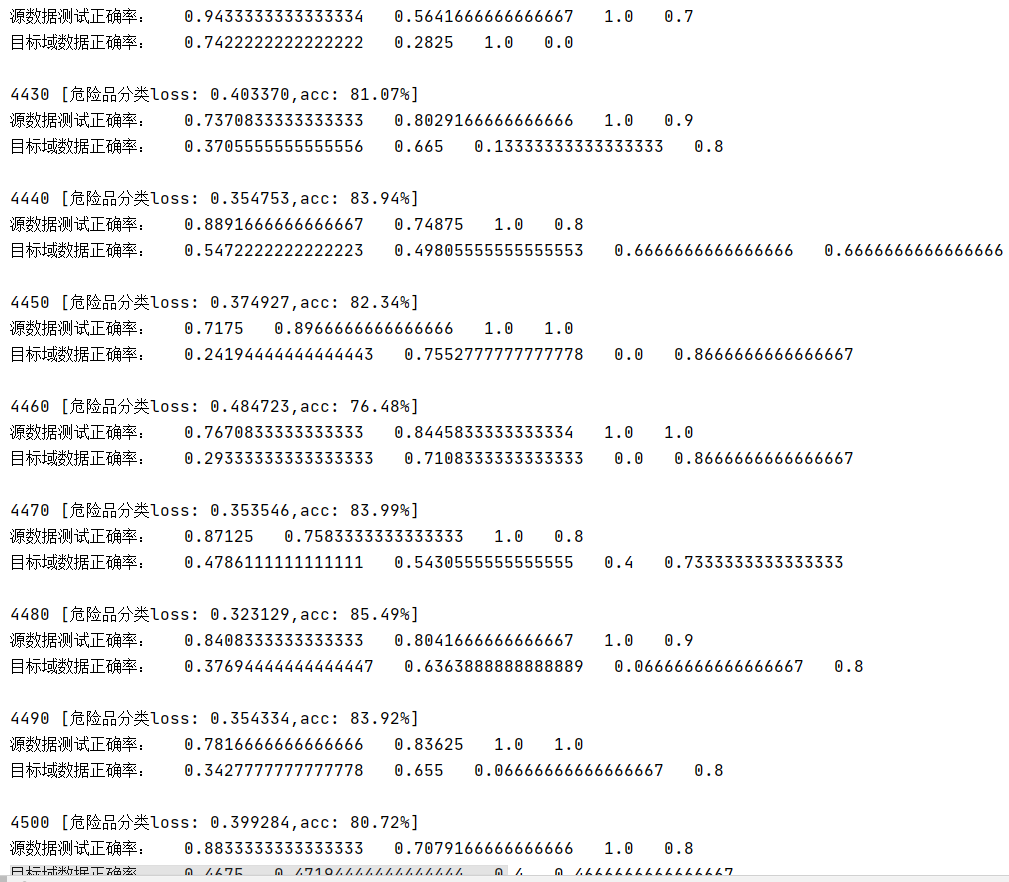 源数据测试正确率： 0.9433333333333334 0.5641666666666667 1.0 0.7
目标域数据正确率： 0.7422222222222222 0.2825 1.0 0.0
4430 [危险品分类loss: 0.403370,acc: 81.07%]
源数据测试正确率： 0.7370833333333333 0.8029166666666666 1.0 0.9
目标域数据正确率： 0.3705555555555556 0.665 0.13333333333333333 0.8
4440 [危险品分类loss: 0.354753,acc: 83.94%]
源数据测试正确率： 0.8891666666666667 0.74875 1.0 0.8
目标域数据正确率： 0.5472222222222223 0.49805555555555553 0.6666666666666666 0.6666666666666666
4450 [危险品分类loss: 0.374927,acc: 82.34%]
源数据测试正确率： 0.7175 0.8966666666666666 1.0 1.0
目标域数据正确率： 0.24194444444444443 0.7552777777777778 0.0 0.8666666666666667
4460 [危险品分类loss: 0.484723,acc: 76.48%]
源数据测试正确率： 0.7670833333333333 0.8445833333333334 1.0 1.0
目标域数据正确率： 0.29333333333333333 0.7108333333333333 0.0 0.8666666666666667
4470 [危险品分类loss: 0.353546,acc: 83.99%]
源数据测试正确率： 0.87125 0.7583333333333333 1.0 0.8
目标域数据正确率： 0.4786111111111111 0.5430555555555555 0.4 0.7333333333333333
4480 [危险品分类loss: 0.323129,acc: 85.49%]
源数据测试正确率： 0.8408333333333333 0.8041666666666667 1.0 0.9
目标域数据正确率： 0.37694444444444447 0.6363888888888889 0.06666666666666667 0.8
4490 [危险品分类loss: 0.354334,acc: 83.92%]
源数据测试正确率： 0.7816666666666666 0.83625 1.0 1.0
目标域数据正确率： 0.3427777777777778 0.655 0.06666666666666667 0.8
4500 [危险品分类loss: 0.399284,acc: 80.72%]
源数据测试正确率： 0.8833333333333333 0.7079166666666666 1.0 0.8
目标域数据正确率： 0.4675 0.47194444444444444 0.4 0.4666666666666667